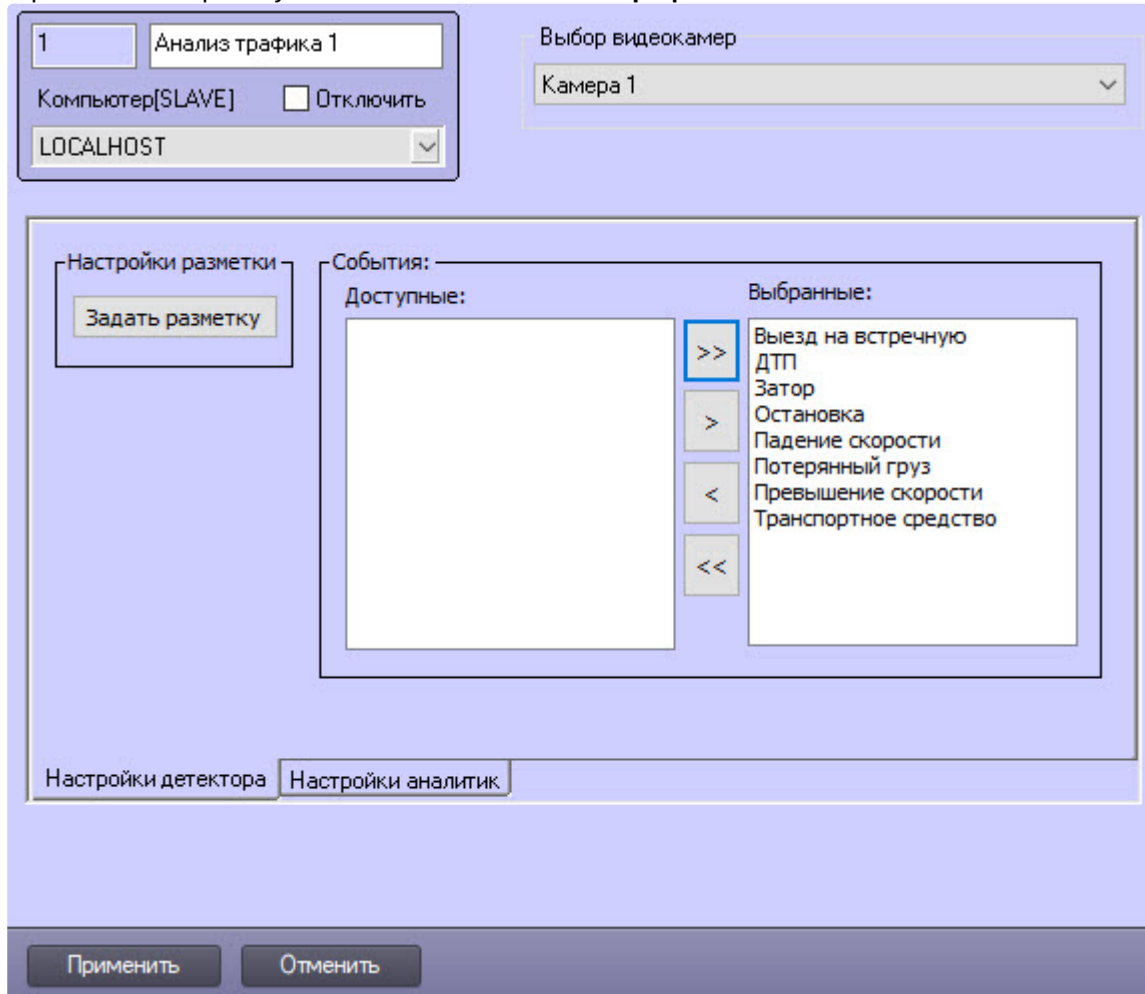 1
Анализ трафика 1
Выбор видеокамер
Камера 1
Компьютер[SLAVE]
Отключить
LOCALHOST
Настройки разметки
Задать разметку
События:
Доступные:
Выбранные:
>>
>
<
<<
Выезд на встречную
ДТП
Затор
Остановка
Падение скорости
Потерянный груз
Превышение скорости
Транспортное средство
Настройки детектора
Настройки аналитик
Применить
Отменить